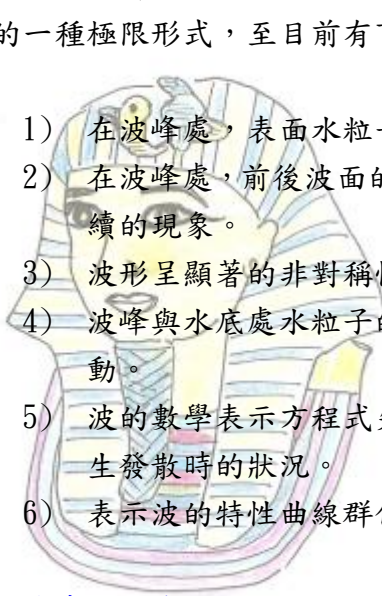 的一種極限形式，至目前有
1) 在波峰處，表面水粒子
2) 在波峰處，前後波面的
續的現象。
3) 波形呈顯著的非對稱
4) 波峰與水底處水粒子的
動。
5) 波的數學表示方程式
生發散時的狀況。
6) 表示波的特性曲線群